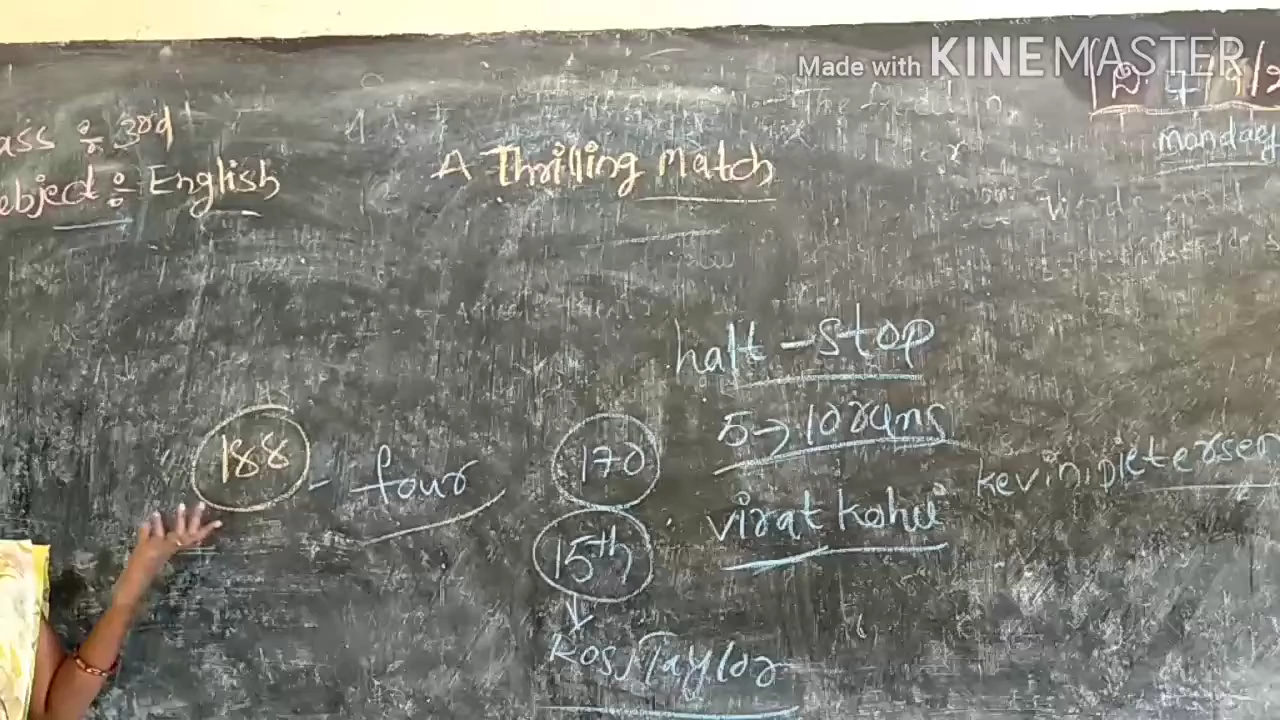 Made with KINEMASTER
ass ÷ 3rd
ubject ÷ English
A Thrilling Match
monday
halt - stop
5 → 10 runs
188 - four
170
kevin pietersen
virat kohli
15th
↓
Ross Taylor